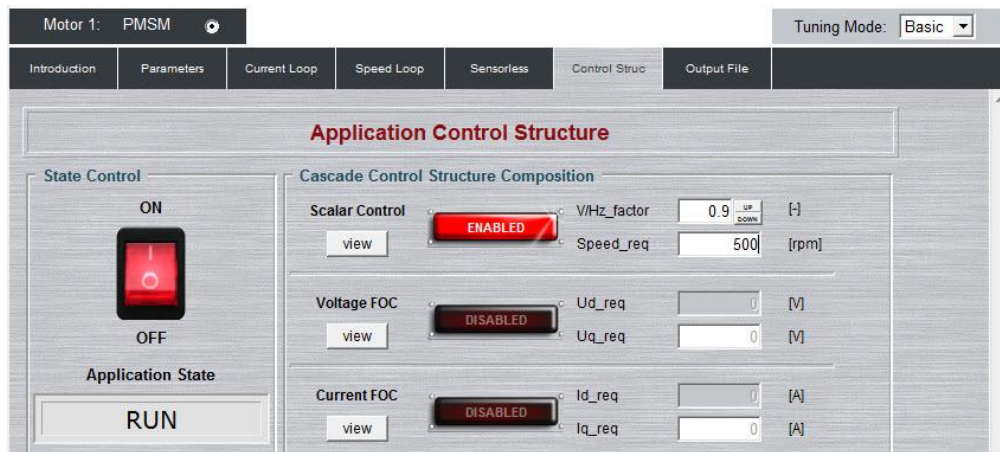 Motor 1: PMSM
Tuning Mode: Basic
Introduction Parameters Current Loop Speed Loop Sensorless Control Struc Output File
Application Control Structure
State Control
ON
OFF
Application State
RUN
Cascade Control Structure Composition
Scalar Control
view
ENABLED
V/Hz_factor 0.9 UP DOWN [-]
Speed_req 500 [rpm]
Voltage FOC
view
DISABLED
Ud_req 0 [V]
Uq_req 0 [V]
Current FOC
view
DISABLED
Id_req 0 [A]
Iq_req 0 [A]